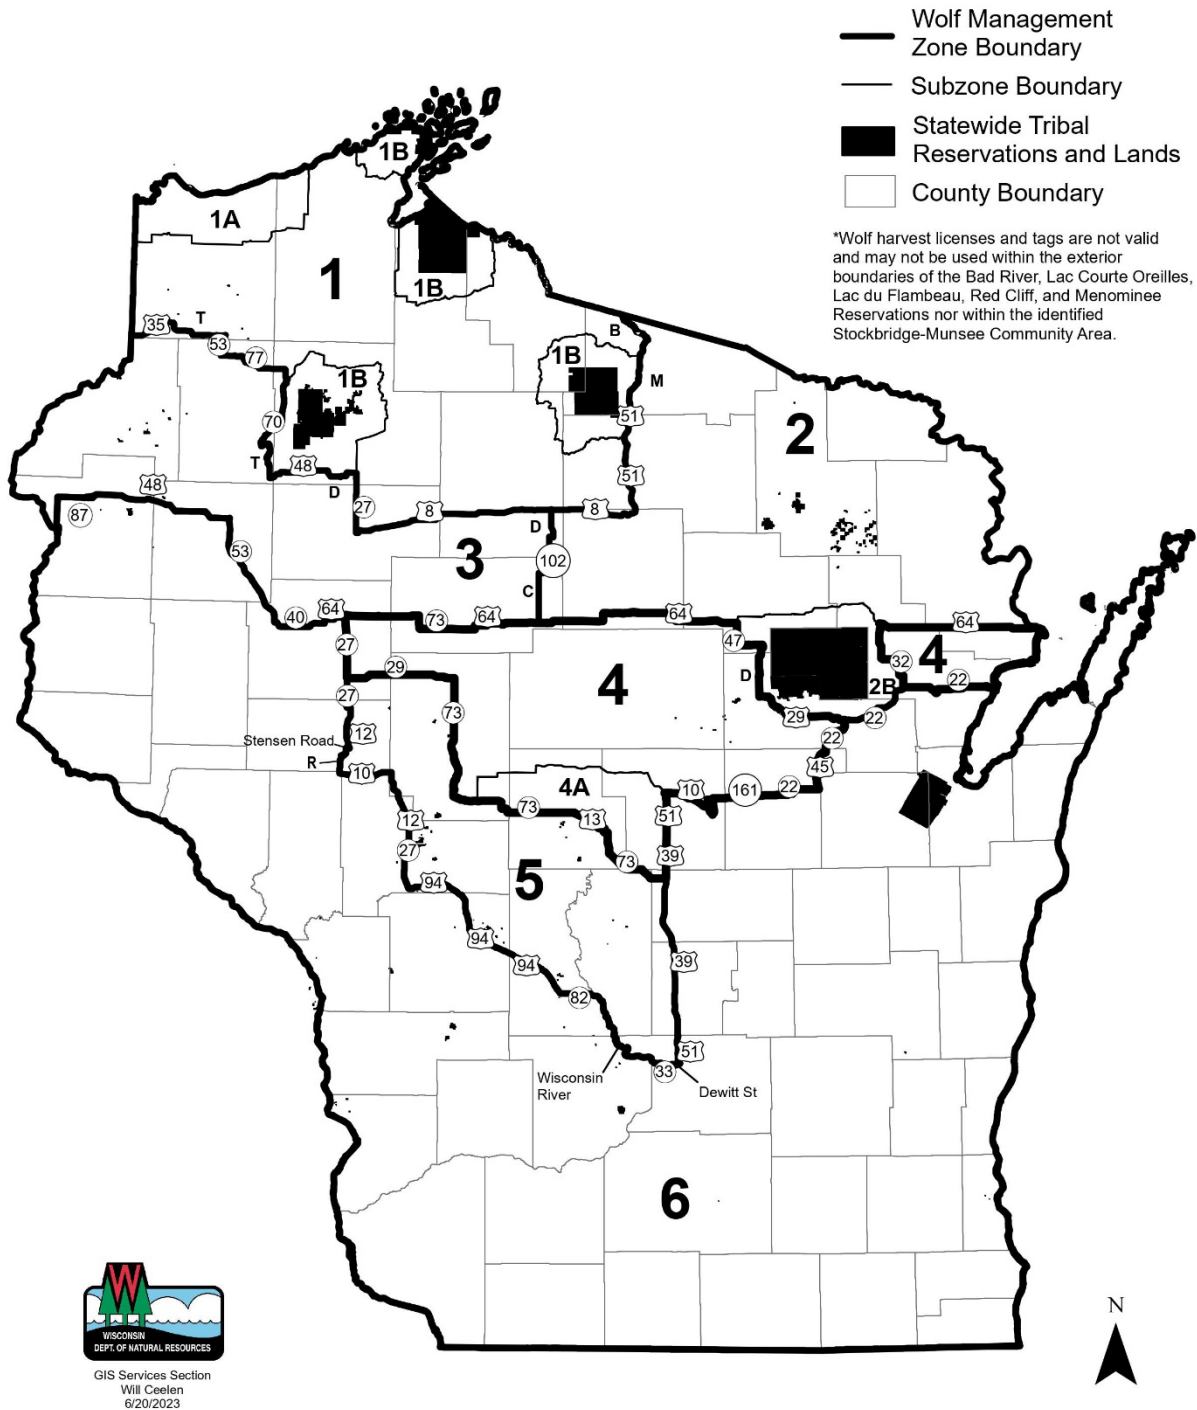 Wolf Management
Zone Boundary
Subzone Boundary
Statewide Tribal
Reservations and Lands
County Boundary
*Wolf harvest licenses and tags are not valid
and may not be used within the exterior
boundaries of the Bad River, Lac Courte Oreilles,
Lac du Flambeau, Red Cliff, and Menominee
Reservations nor within the identified
Stockbridge-Munsee Community Area.
1B
1A
1
1B
35
T
53
77
B
1B
M
1B
51
70
2
T
48
D
51
48
87
27
8
8
D
53
3
102
C
40
64
73
64
64
64
27
47
29
4
D
32
4
22
2B
27
73
29
22
12
22
Stensen Road
R
10
45
4A
10
161
22
73
13
51
12
27
73
39
94
5
94
94
39
82
51
33
Wisconsin
River
Dewitt St
6
W
WISCONSIN
DEPT. OF NATURAL RESOURCES
GIS Services Section
Will Ceelen
6/20/2023
N